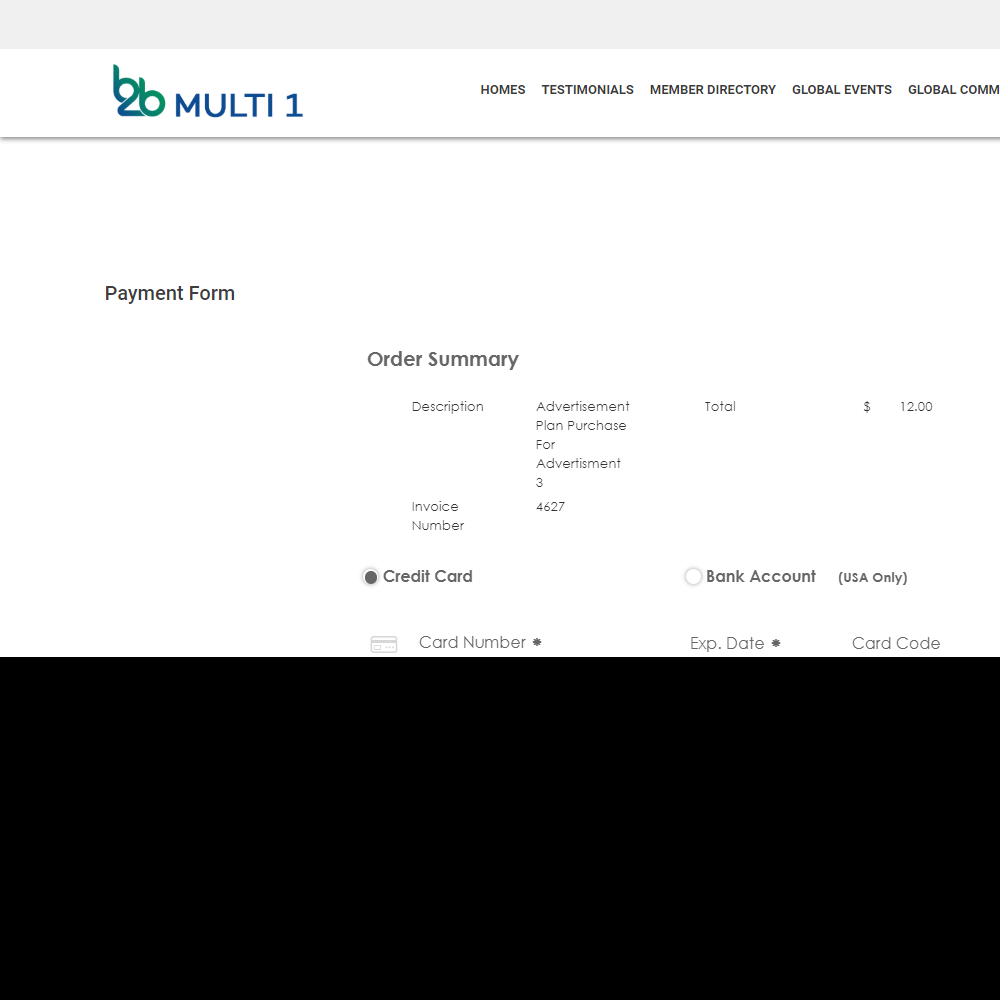 b2b MULTI 1
HOMES TESTIMONIALS MEMBER DIRECTORY GLOBAL EVENTS GLOBAL COMM
Payment Form
Order Summary
Description Advertisement Total $ 12.00
Plan Purchase
For
Advertisment
3
Invoice 4627
Number
Credit Card Bank Account (USA Only)
Card Number * Exp. Date * Card Code